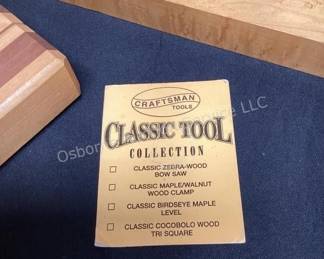 CRAFTSMAN
TOOLS
CLASSIC TOOL
COLLECTION
CLASSIC ZEBRA-WOOD
BOW SAW
CLASSIC MAPLE/WALNUT
WOOD CLAMP
CLASSIC BIRDSEYE MAPLE
LEVEL
CLASSIC COCOBOLO WOOD
TRI SQUARE
LLC